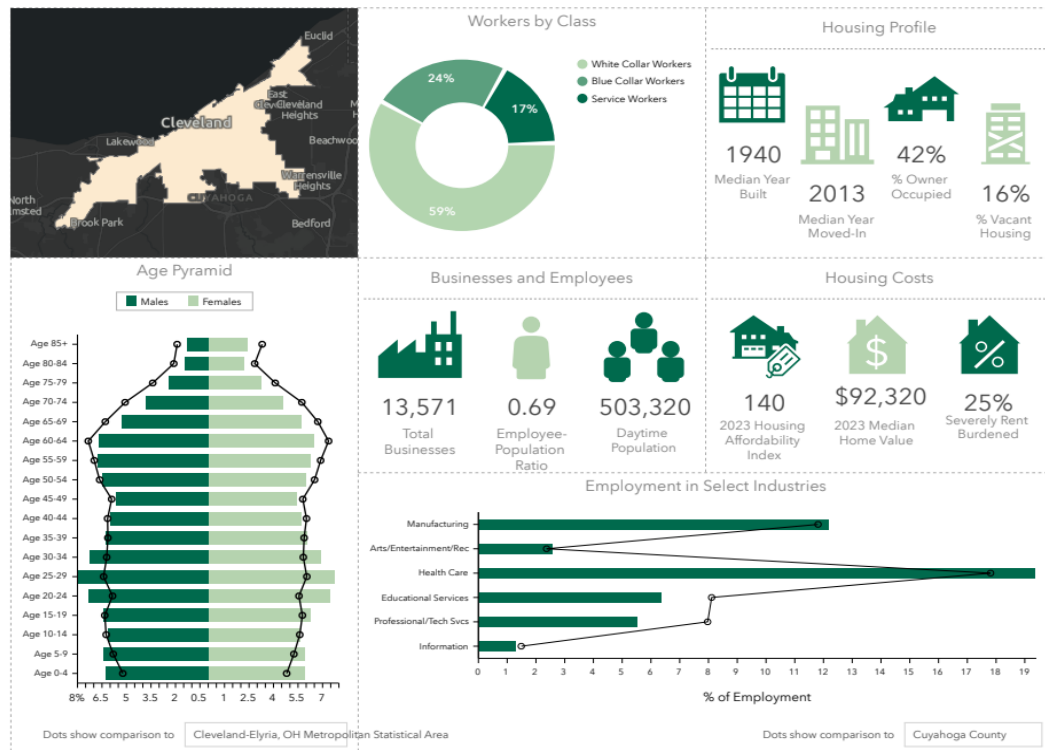 Euclid
East
Cleveland
Cleveland
Heights
Cleveland
Lakewood
Beachwoo
Warrensville
Heights
CUYAHOGA
North
lmsted
Brook Park
Bedford
Workers by Class
24%
17%
59%
White Collar Workers
Blue Collar Workers
Service Workers
Housing Profile
1940
Median Year
Built
2013
Median Year
Moved-In
42%
% Owner
Occupied
16%
% Vacant
Housing
Age Pyramid
Males
Females
Age 85+
Age 80-84
Age 75-79
Age 70-74
Age 65-69
Age 60-64
Age 55-59
Age 50-54
Age 45-49
Age 40-44
Age 35-39
Age 30-34
Age 25-29
Age 20-24
Age 15-19
Age 10-14
Age 5-9
Age 0-4
8% 6.5 5 3.5 2 0.5 1 2.5 4 5.5 7
Dots show comparison to Cleveland-Elyria, OH Metropolitan Statistical Area
Businesses and Employees
13,571
Total
Businesses
0.69
Employee-
Population
Ratio
503,320
Daytime
Population
Housing Costs
140
2023 Housing
Affordability
Index
$
$92,320
2023 Median
Home Value
%
25%
Severely Rent
Burdened
Employment in Select Industries
Manufacturing
Arts/Entertainment/Rec
Health Care
Educational Services
Professional/Tech Svcs
Information
0 1 2 3 4 5 6 7 8 9 10 11 12 13 14 15 16 17 18 19
% of Employment
Dots show comparison to Cuyahoga County